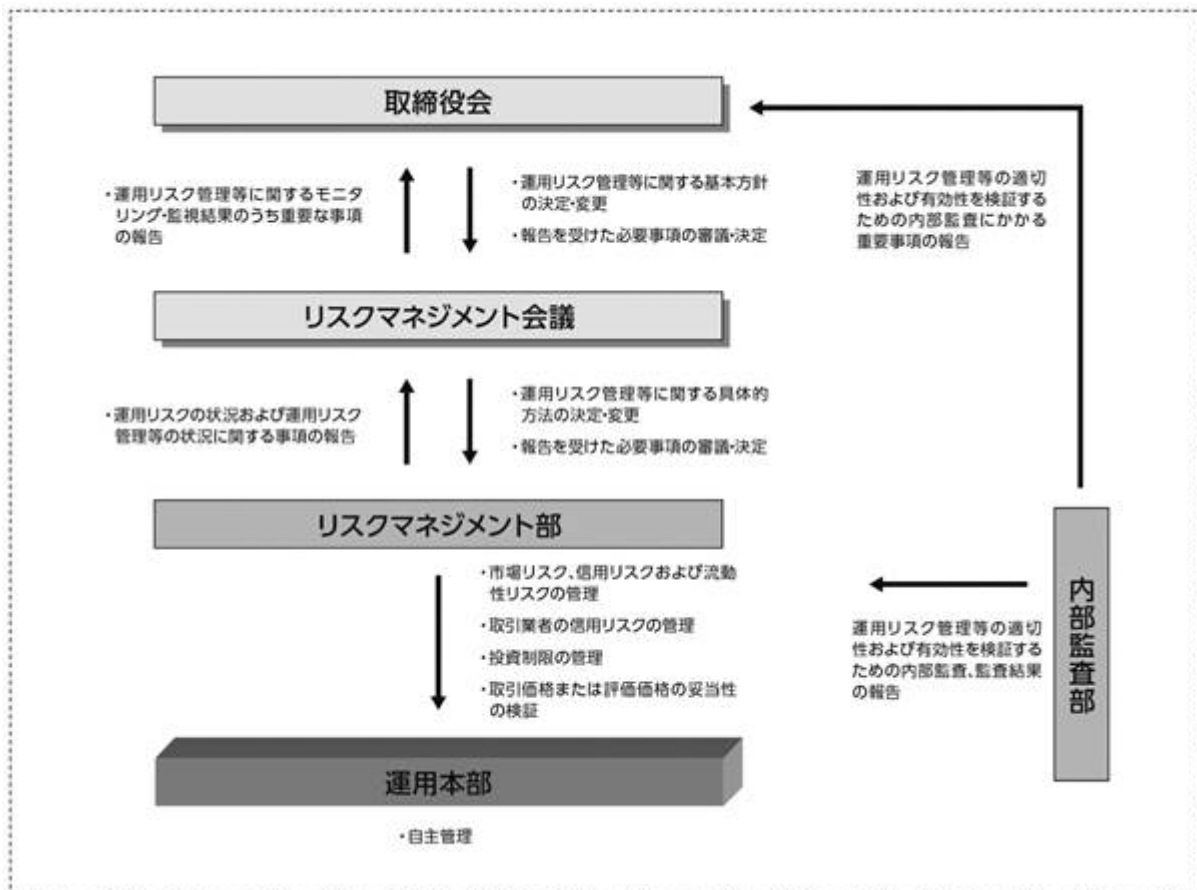 取締役会
・運用リスク管理等に関するモニタ
リング・監視結果のうち重要な事項
の報告
・運用リスク管理等に関する基本方針
の決定・変更
・報告を受けた必要事項の審議・決定
運用リスク管理等の適切
性および有効性を検証する
ための内部監査にかかる
重要事項の報告
リスクマネジメント会議
・運用リスクの状況および運用リスク
管理等の状況に関する事項の報告
・運用リスク管理等に関する具体的
方法の決定・変更
・報告を受けた必要事項の審議・決定
リスクマネジメント部
・市場リスク、信用リスクおよび流動
性リスクの管理
・取引業者の信用リスクの管理
・投資制限の管理
・取引価格または評価価格の妥当性
の検証
運用リスク管理等の適切
性および有効性を検証する
ための内部監査、監査結果
の報告
内部監査部
運用本部
・自主管理